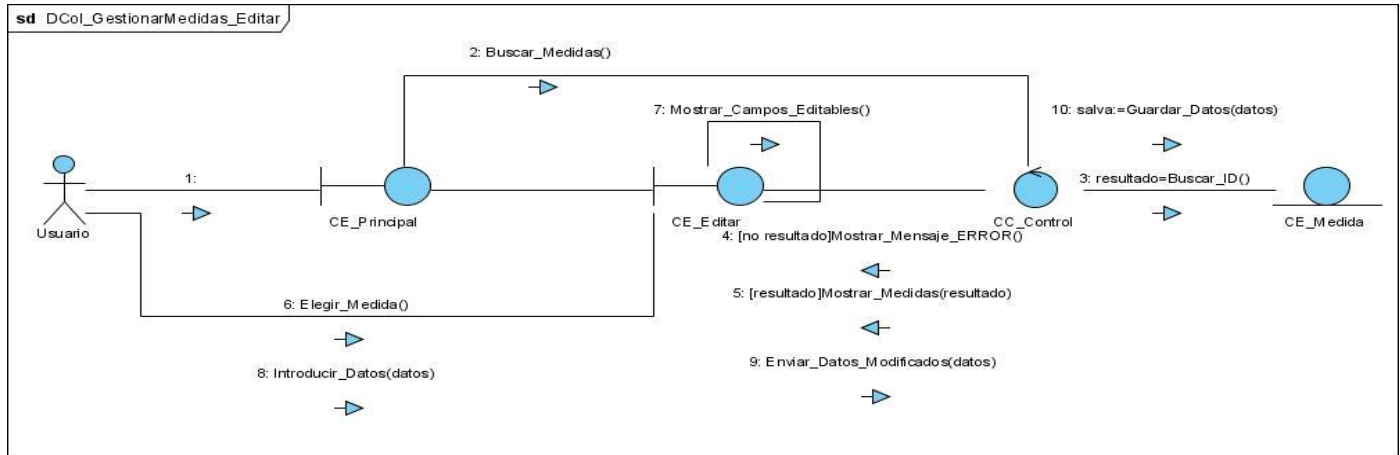 sd DCol_GestionarMedidas_Editar
2: Buscar_Medidas()
7: Mostrar_Campos_Editables()
10: salva:=Guardar_Datos(datos)
1:
3: resultado=Buscar_ID()
Usuario
CE_Principal
CE_Editar
CC_Control
CE_Medida
4: [no resultado]Mostrar_Mensaje_ERROR()
5: [resultado]Mostrar_Medidas(resultado)
6: Elegir_Medida()
9: Enviar_Datos_Modificados(datos)
8: Introducir_Datos(datos)